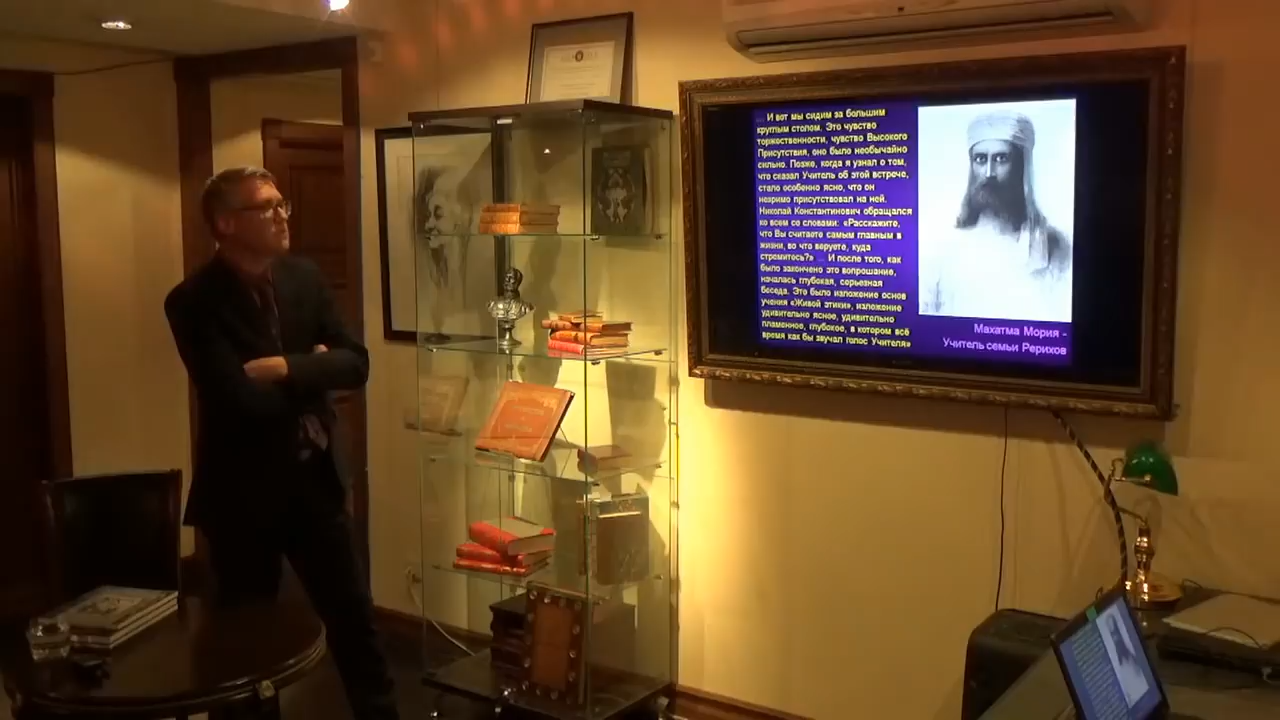 ... И вот мы сидим за большим
круглым столом. Это чувство
торжественности, чувство Высокого
Присутствия, оно было необычайно
сильно. Позже, когда я узнал о том,
что сказал Учитель об этой встрече,
стало особенно ясно, что он
незримо присутствовал на ней.
Николай Константинович обращался
ко всем со словами: «Расскажите,
что Вы считаете самым главным в
жизни, во что веруете, куда
стремитесь?» ... И после того, как
было закончено это вопрошание,
началась глубокая, серьезная
беседа. Это было изложение основ
учения «Живой этики», изложение
удивительно ясное, удивительно
пламенное, глубокое, в котором всё
время как бы звучал голос Учителя»
Махатма Мория -
Учитель семьи Рерихов